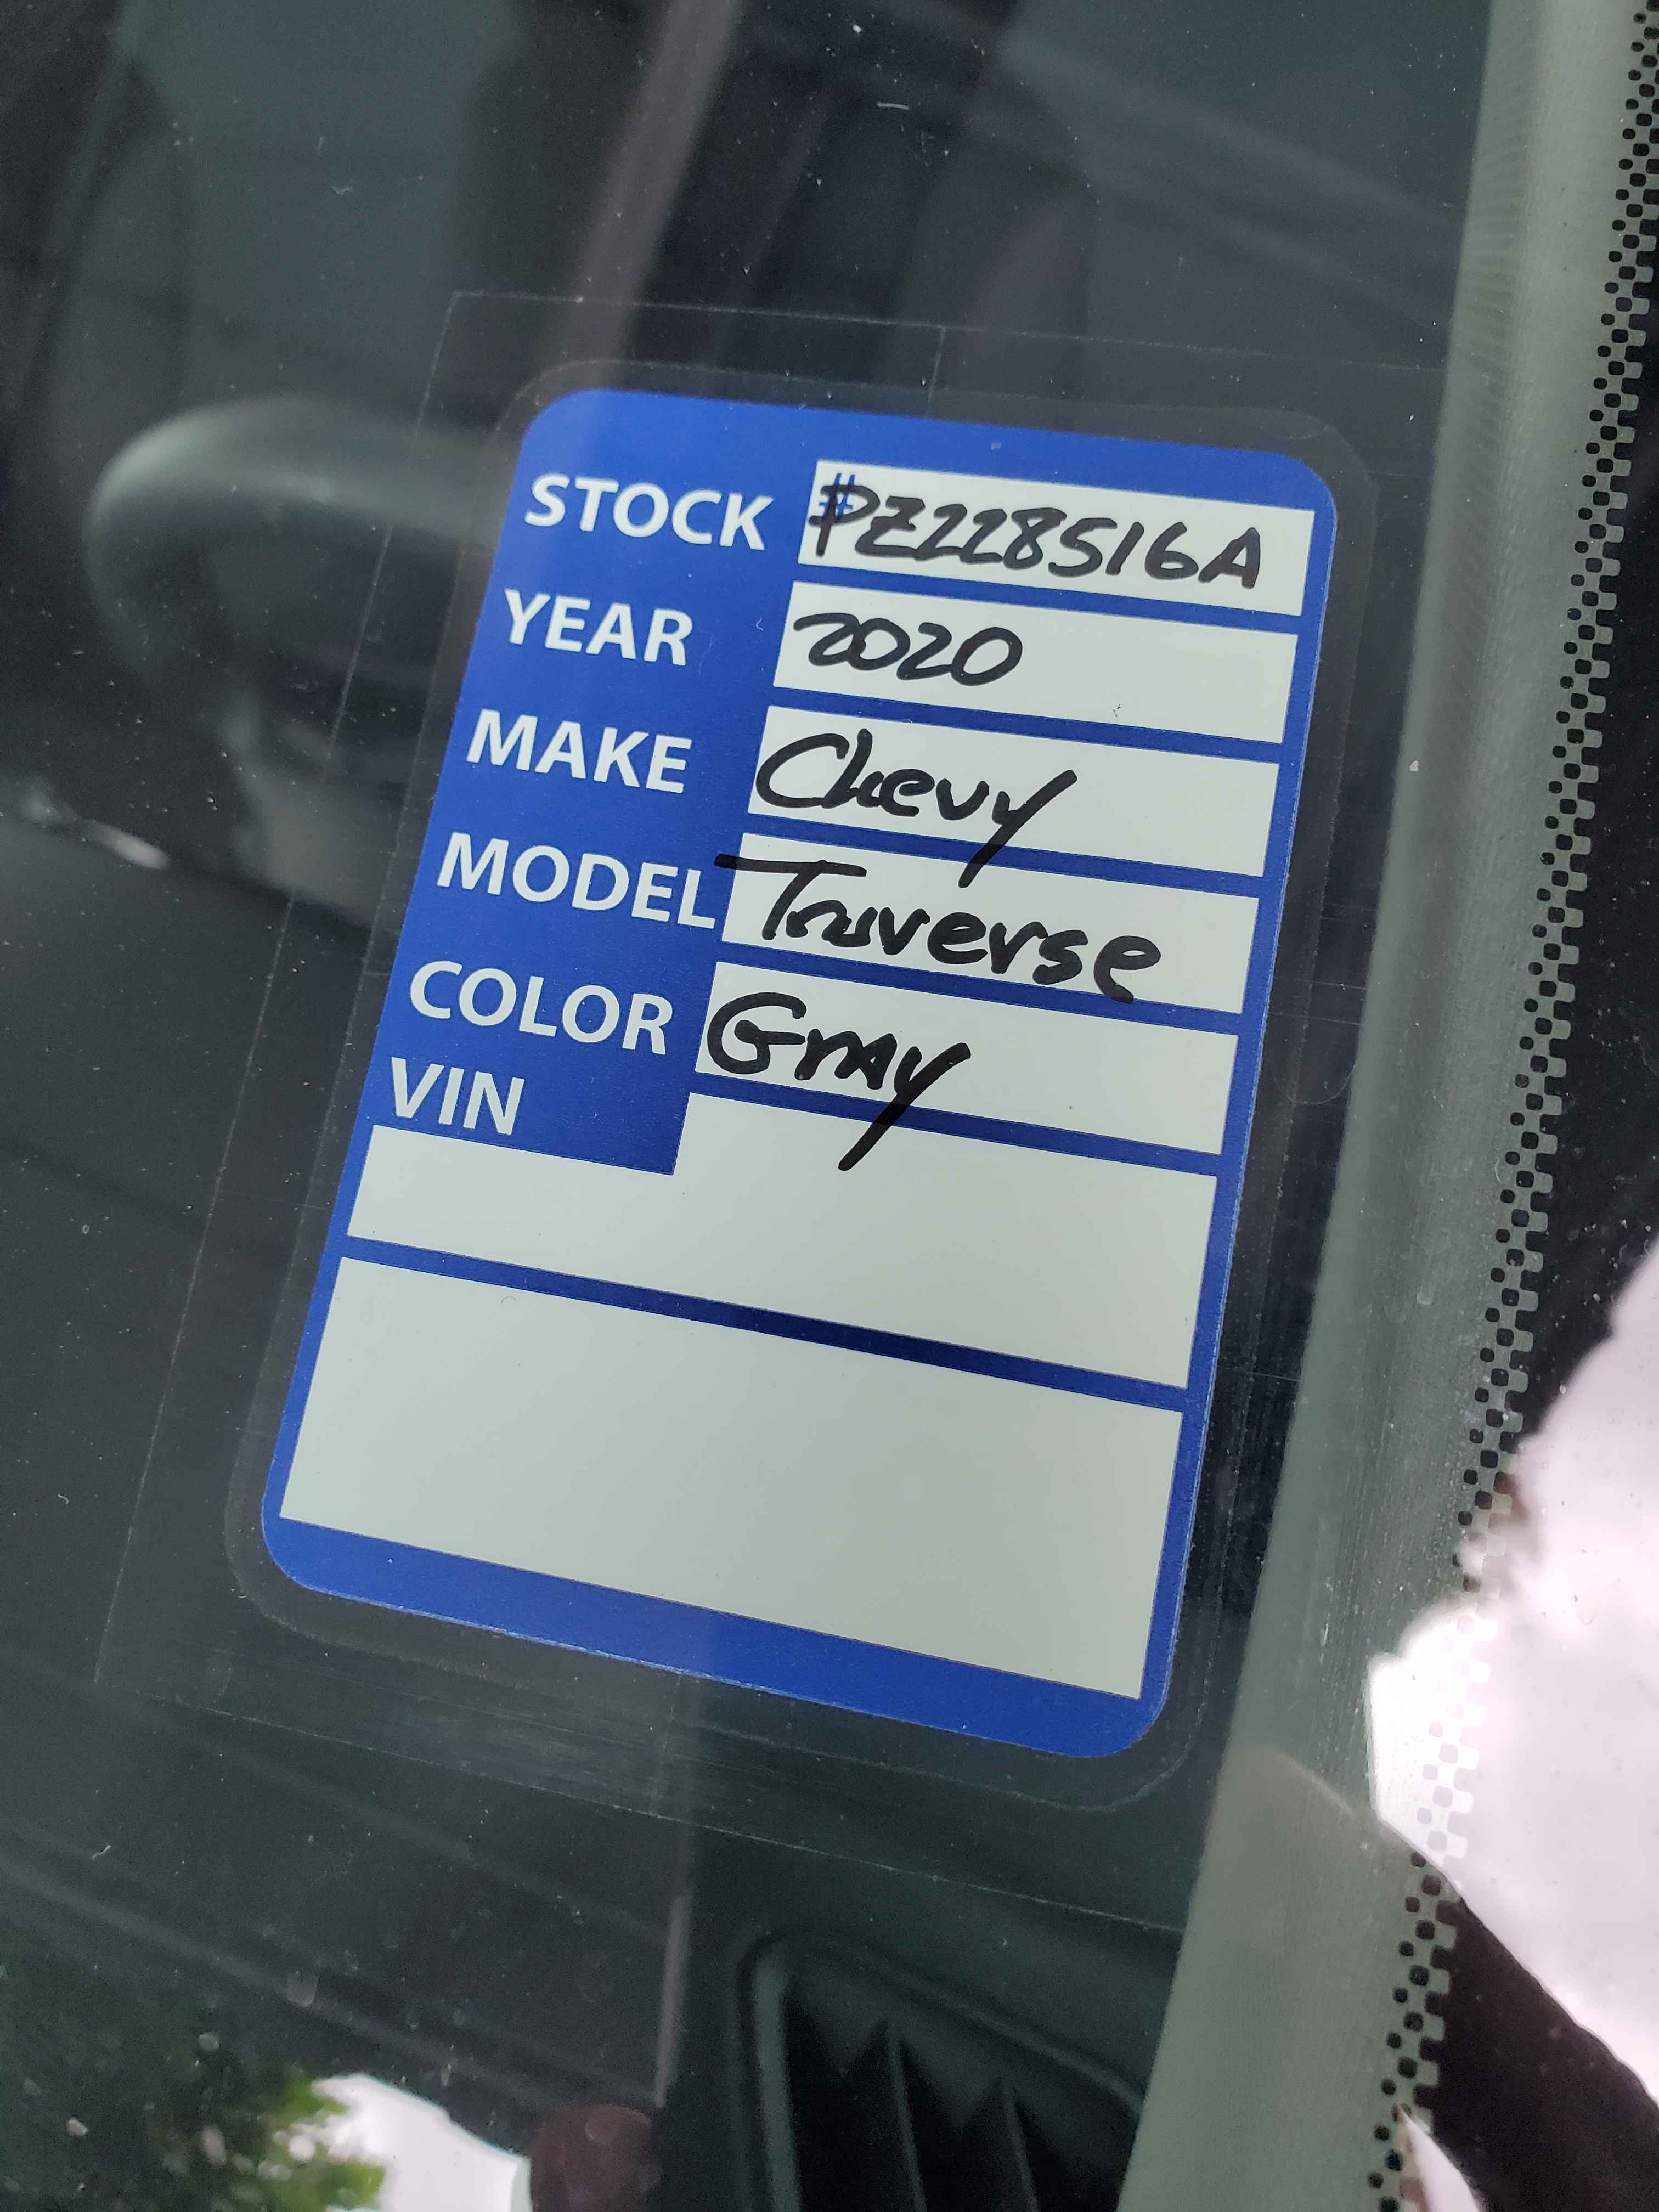 STOCK #PZ228516A
YEAR 2020
MAKE Chevy
MODEL Traverse
COLOR Gray
VIN